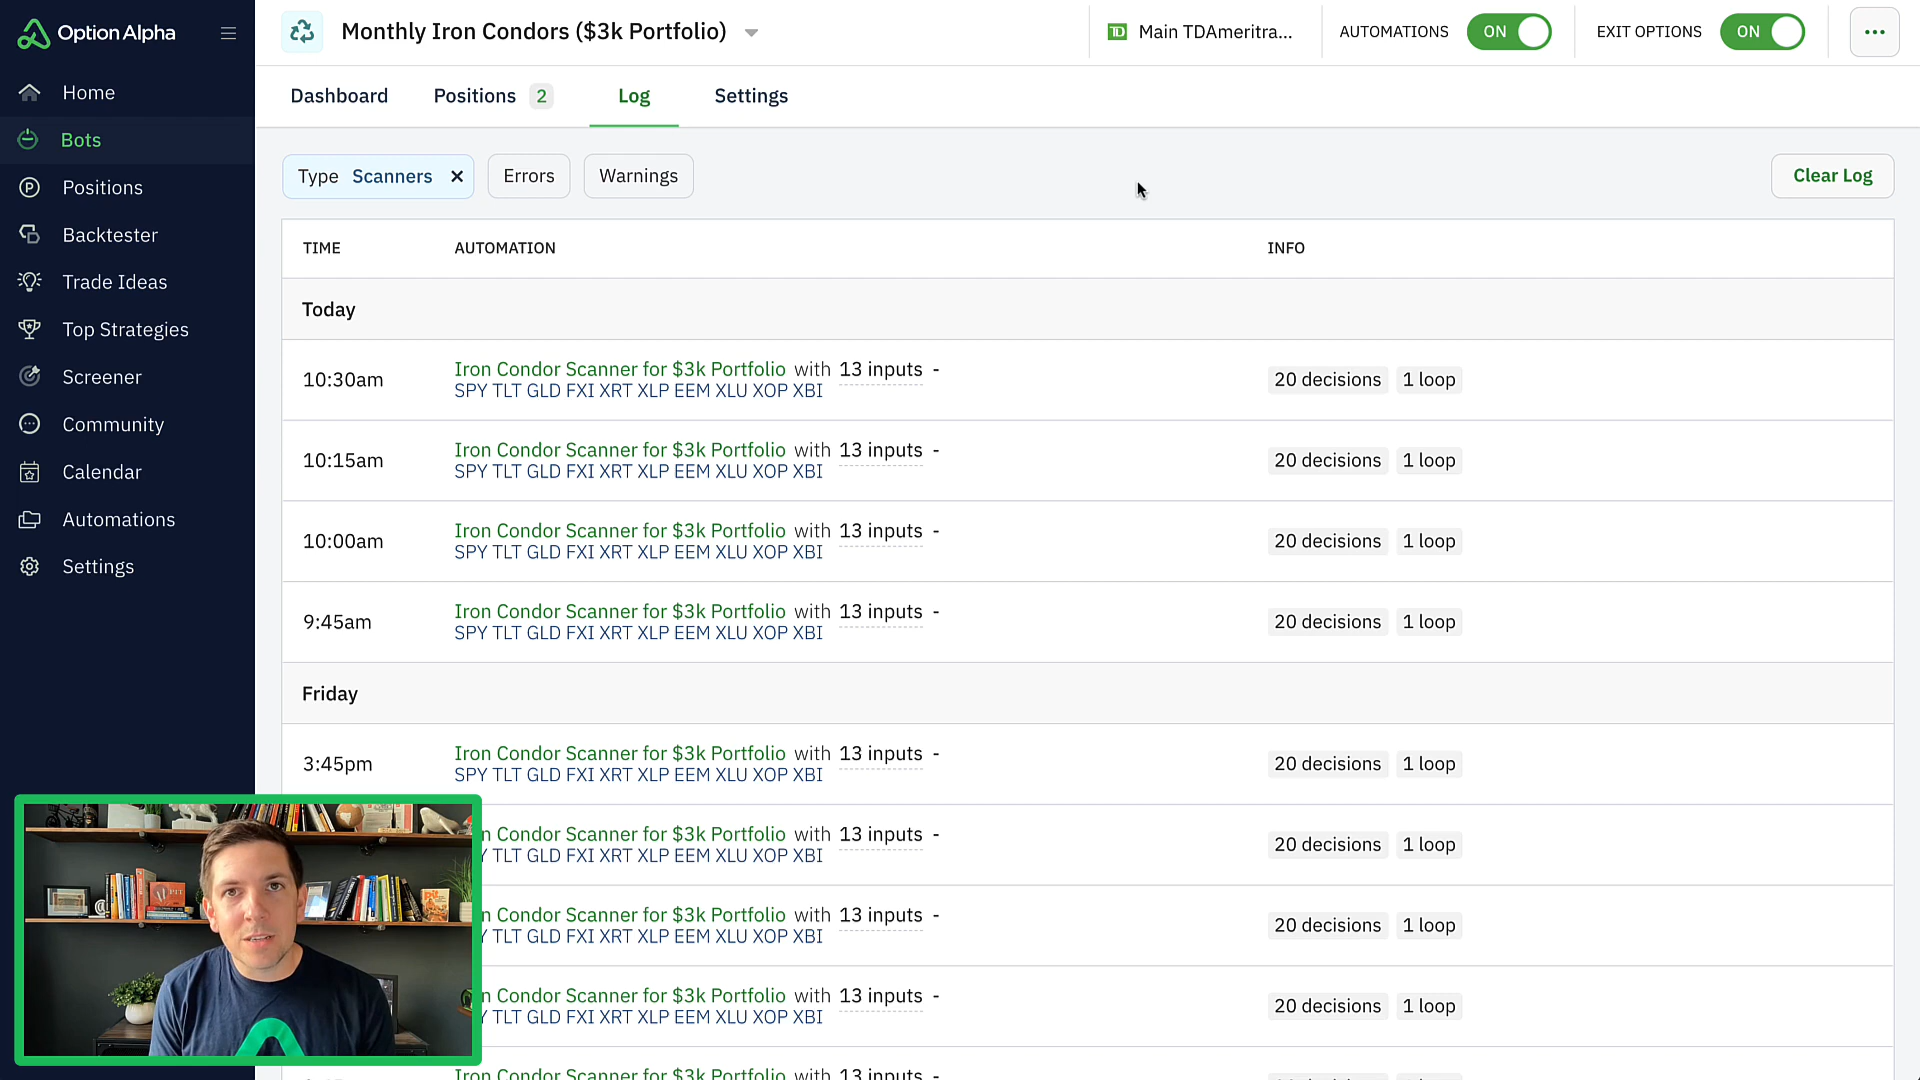 Option Alpha
Home
Bots
Positions
Backtester
Trade Ideas
Top Strategies
Screener
Community
Calendar
Automations
Settings
Monthly Iron Condors ($3k Portfolio)
TD Main TDAmeritra...
AUTOMATIONS ON
EXIT OPTIONS ON
Dashboard Positions 2 Log Settings
Type Scanners Errors Warnings Clear Log
TIME AUTOMATION INFO
Today
10:30am Iron Condor Scanner for $3k Portfolio with 13 inputs - 20 decisions 1 loop
SPY TLT GLD FXI XRT XLP EEM XLU XOP XBI
10:15am Iron Condor Scanner for $3k Portfolio with 13 inputs - 20 decisions 1 loop
SPY TLT GLD FXI XRT XLP EEM XLU XOP XBI
10:00am Iron Condor Scanner for $3k Portfolio with 13 inputs - 20 decisions 1 loop
SPY TLT GLD FXI XRT XLP EEM XLU XOP XBI
9:45am Iron Condor Scanner for $3k Portfolio with 13 inputs - 20 decisions 1 loop
SPY TLT GLD FXI XRT XLP EEM XLU XOP XBI
Friday
3:45pm Iron Condor Scanner for $3k Portfolio with 13 inputs - 20 decisions 1 loop
SPY TLT GLD FXI XRT XLP EEM XLU XOP XBI
n Condor Scanner for $3k Portfolio with 13 inputs - 20 decisions 1 loop
Y TLT GLD FXI XRT XLP EEM XLU XOP XBI
n Condor Scanner for $3k Portfolio with 13 inputs - 20 decisions 1 loop
Y TLT GLD FXI XRT XLP EEM XLU XOP XBI
n Condor Scanner for $3k Portfolio with 13 inputs - 20 decisions 1 loop
Y TLT GLD FXI XRT XLP EEM XLU XOP XBI
Iron Condor Scanner for $3k Portfolio with 13 inputs -